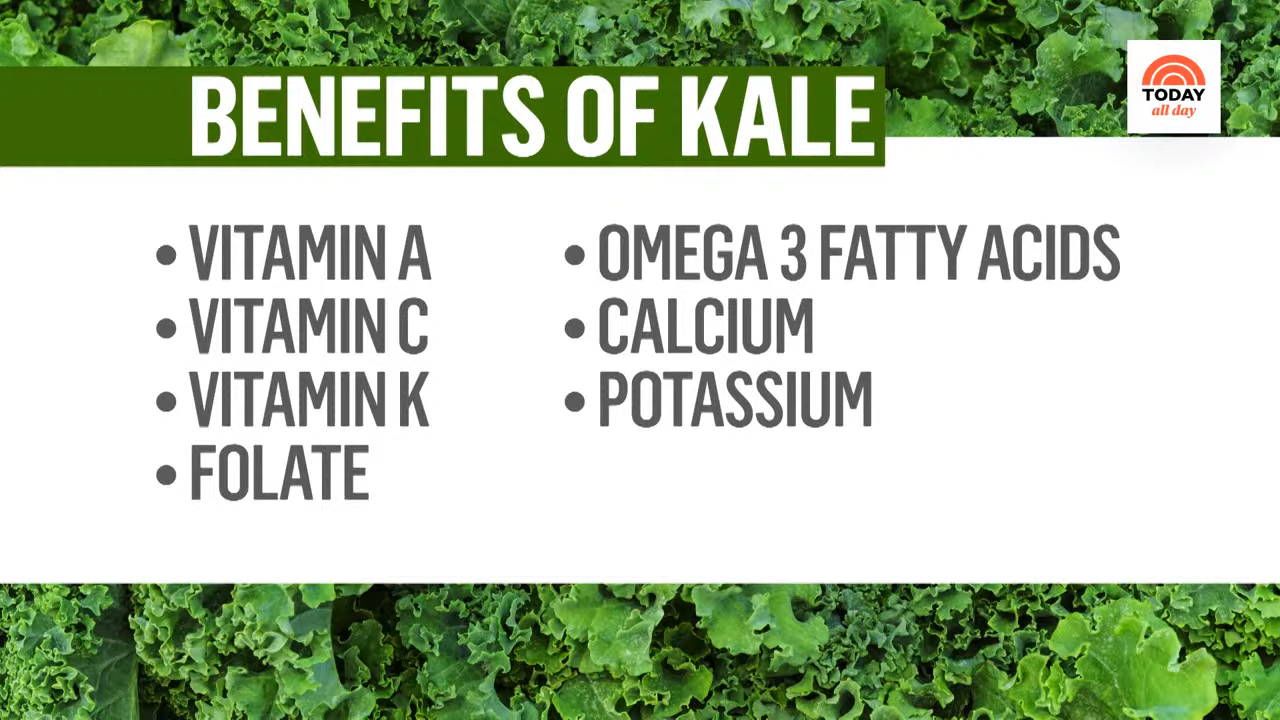 BENEFITS OF KALE
TODAY
all day
• VITAMIN A
• VITAMIN C
• VITAMIN K
• FOLATE
• OMEGA 3 FATTY ACIDS
• CALCIUM
• POTASSIUM